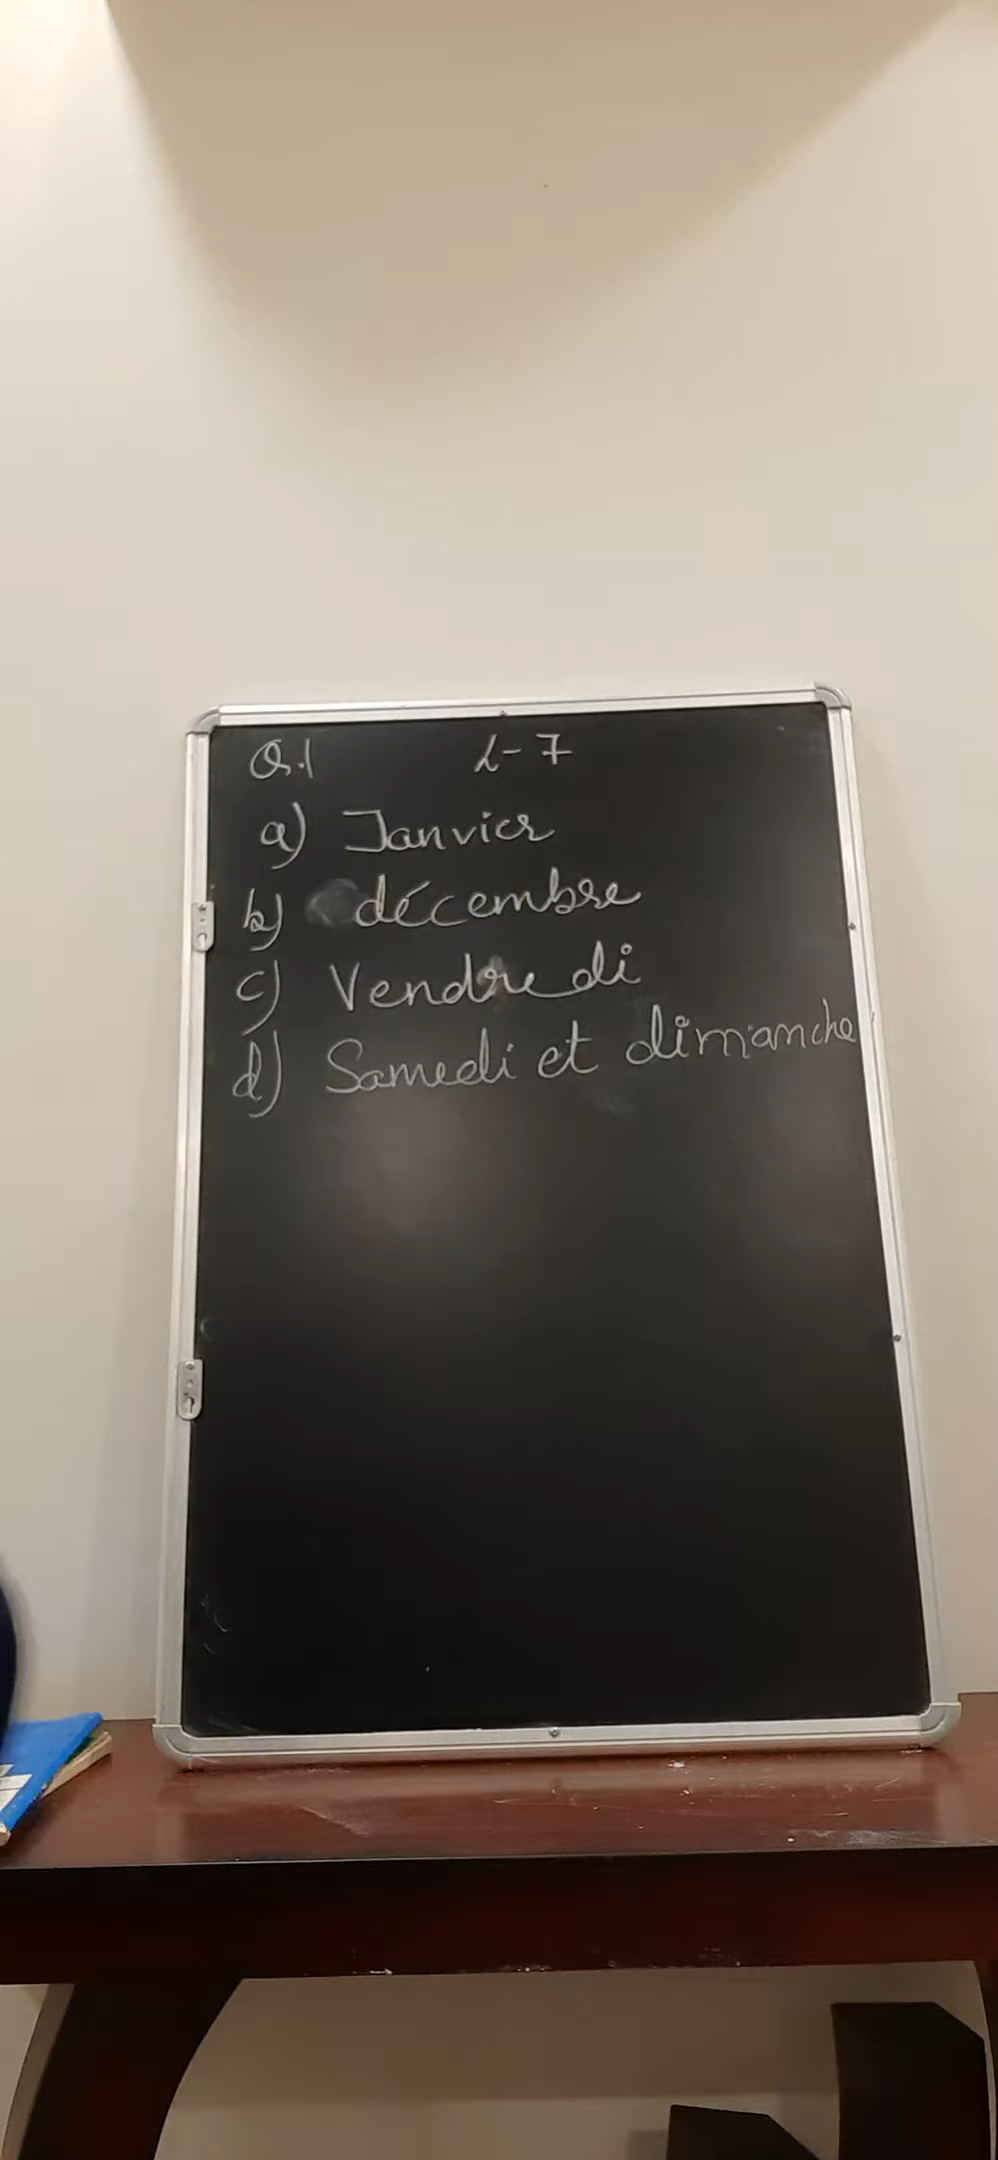 Q.1 L-7
a) Janvier
b) décembre
c) Vendredi
d) Samedi et dimanche